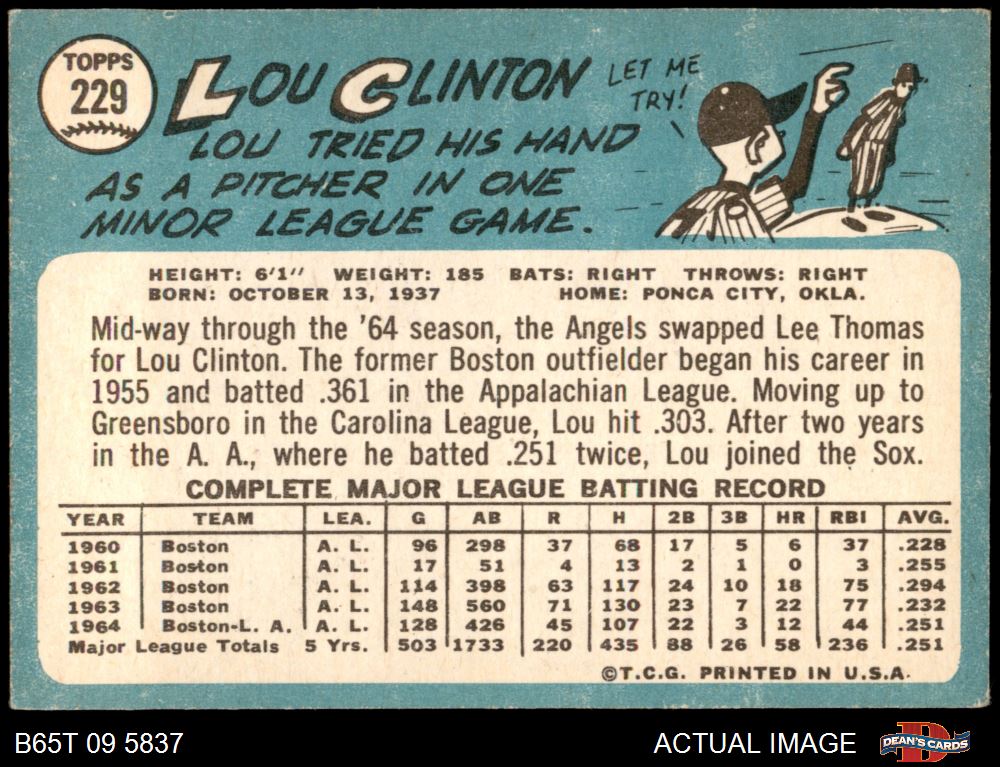 TOPPS
229
LOU CLINTON
LET ME
TRY!
LOU TRIED HIS HAND
AS A PITCHER IN ONE
MINOR LEAGUE GAME.
HEIGHT: 6'1" WEIGHT: 185 BATS: RIGHT THROWS: RIGHT
BORN: OCTOBER 13, 1937 HOME: PONCA CITY, OKLA.
Mid-way through the '64 season, the Angels swapped Lee Thomas
for Lou Clinton. The former Boston outfielder began his career in
1955 and batted .361 in the Appalachian League. Moving up to
Greensboro in the Carolina League, Lou hit .303. After two years
in the A. A., where he batted .251 twice, Lou joined the Sox.
COMPLETE MAJOR LEAGUE BATTING RECORD
YEAR TEAM LEA. G AB R H 2B 3B HR RBI AVG.
1960 Boston A. L. 96 298 37 68 17 5 6 37 .228
1961 Boston A. L. 17 51 4 13 2 1 0 3 .255
1962 Boston A. L. 114 398 63 117 24 10 18 75 .294
1963 Boston A. L. 148 560 71 130 23 7 22 77 .232
1964 Boston-L. A. A. L. 128 426 45 107 22 3 12 44 .251
Major League Totals 5 Yrs. 503 1733 220 435 88 26 58 236 .251
©T.C.G. PRINTED IN U.S.A.
B65T 09 5837 ACTUAL IMAGE
DEAN'S CARDS